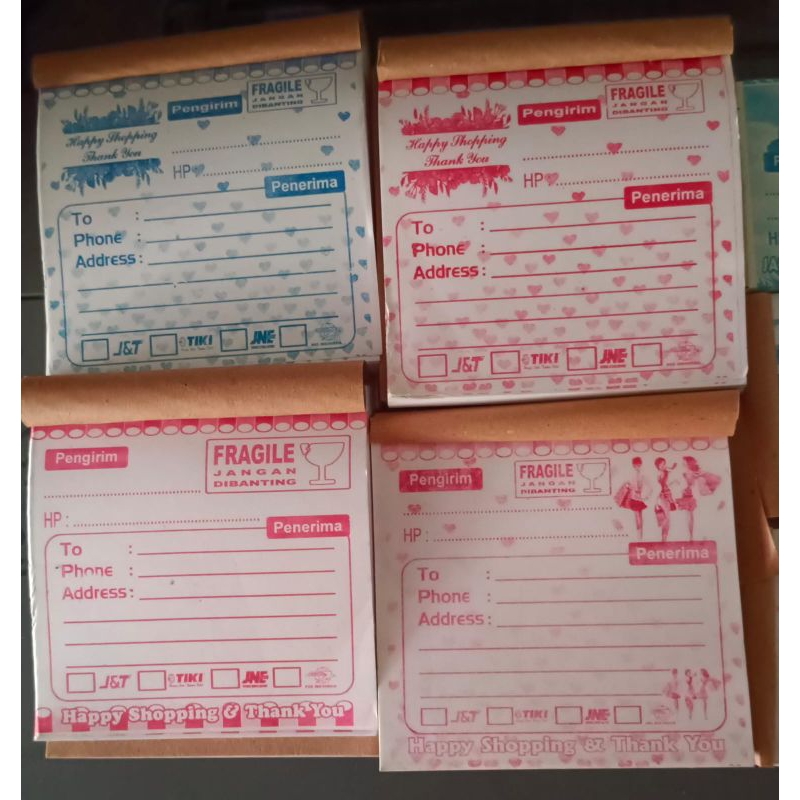 FRAGILE
JANGAN
DIBANTING
Pengirim
Happy Shopping
Thank You
HP :
Penerima
To :
Phone :
Address :
J&T TIKI JNE
FRAGILE
JANGAN
DIBANTING
Pengirim
Happy Shopping
Thank You
HP :
Penerima
To :
Phone :
Address :
J&T TIKI JNE
Pengirim
FRAGILE
JANGAN
DIBANTING
HP :
Penerima
To :
Phone :
Address :
J&T TIKI JNE
Happy Shopping & Thank You
Pengirim
FRAGILE
JANGAN
DIBANTING
HP :
Penerima
To :
Phone :
Address :
J&T TIKI JNE
Happy Shopping & Thank You